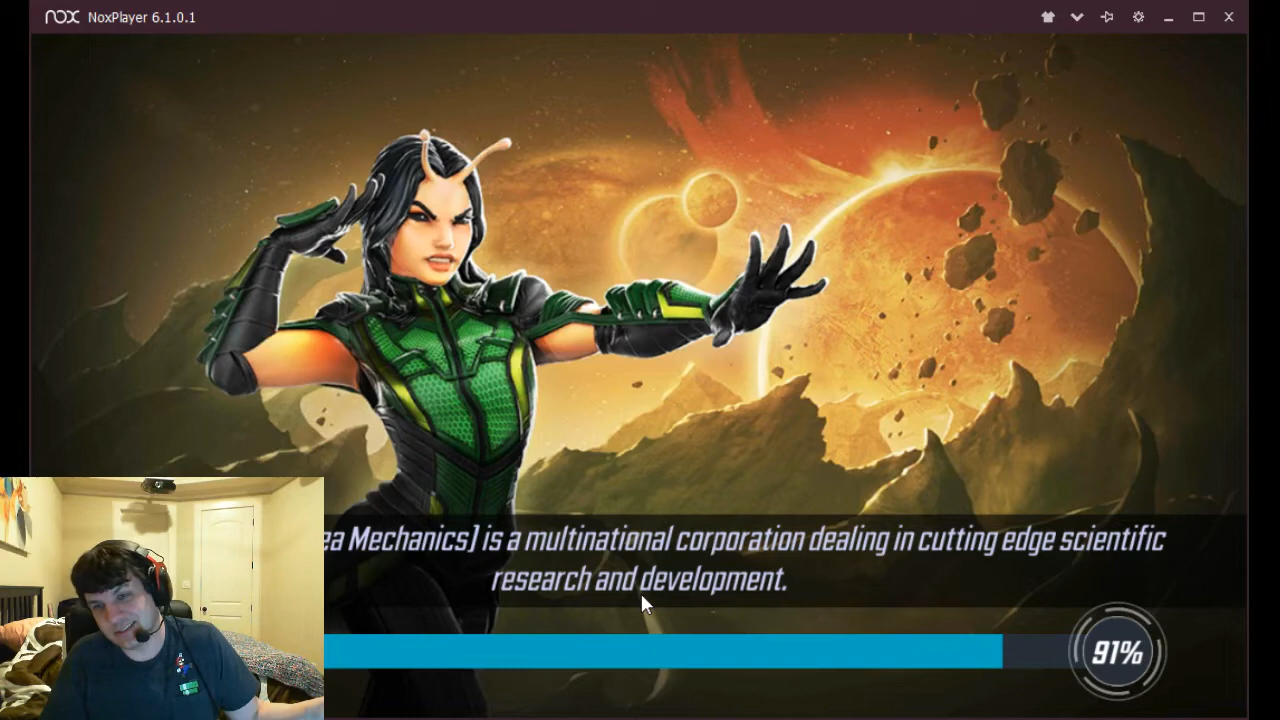 nox NoxPlayer 6.1.0.1
ea Mechanics] is a multinational corporation dealing in cutting edge scientific
research and development.
91%